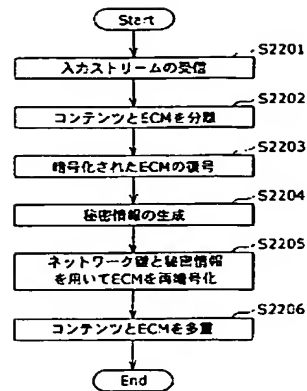 Start
S2201
入力ストリームの受信
S2202
コンテンツとECMを分離
S2203
暗号化されたECMの復号
S2204
秘密情報の生成
S2205
ネットワーク鍵と秘密情報
を用いてECMを再暗号化
S2206
コンテンツとECMを多重
End